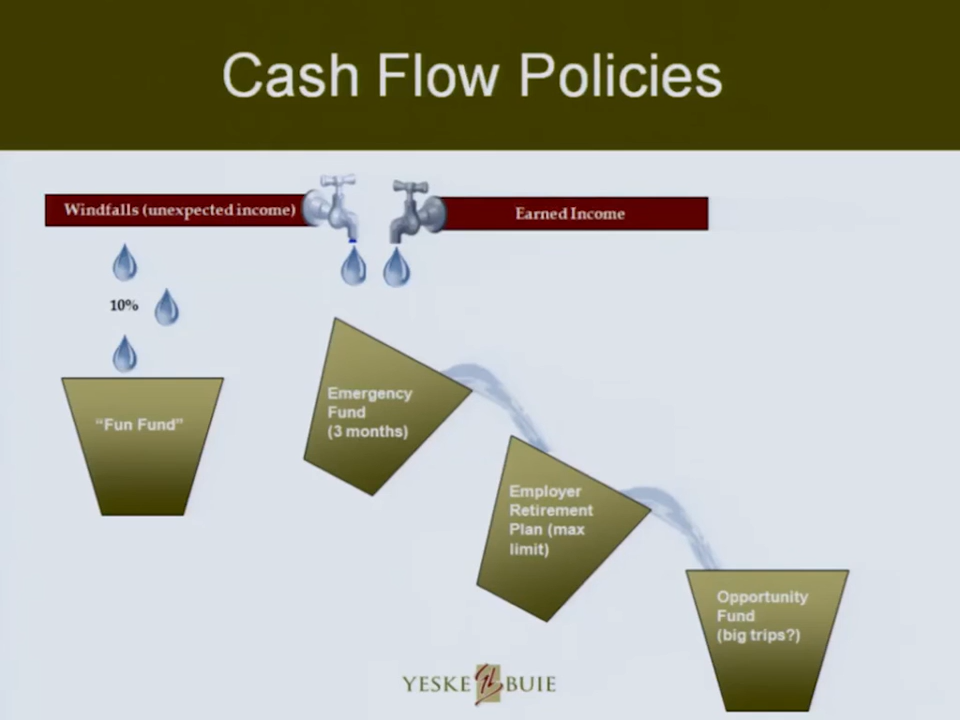 Cash Flow Policies
Windfalls (unexpected income)
Earned Income
10%
“Fun Fund”
Emergency
Fund
(3 months)
Employer
Retirement
Plan (max
limit)
Opportunity
Fund
(big trips?)
YESKE BUIE